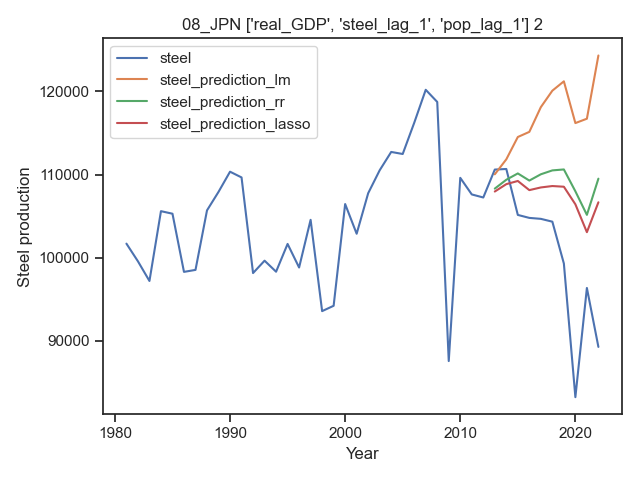 08_JPN ['real_GDP', 'steel_lag_1', 'pop_lag_1'] 2
steel
steel_prediction_lm
steel_prediction_rr
steel_prediction_lasso
120000
110000
100000
90000
Steel production
1980
1990
2000
2010
2020
Year